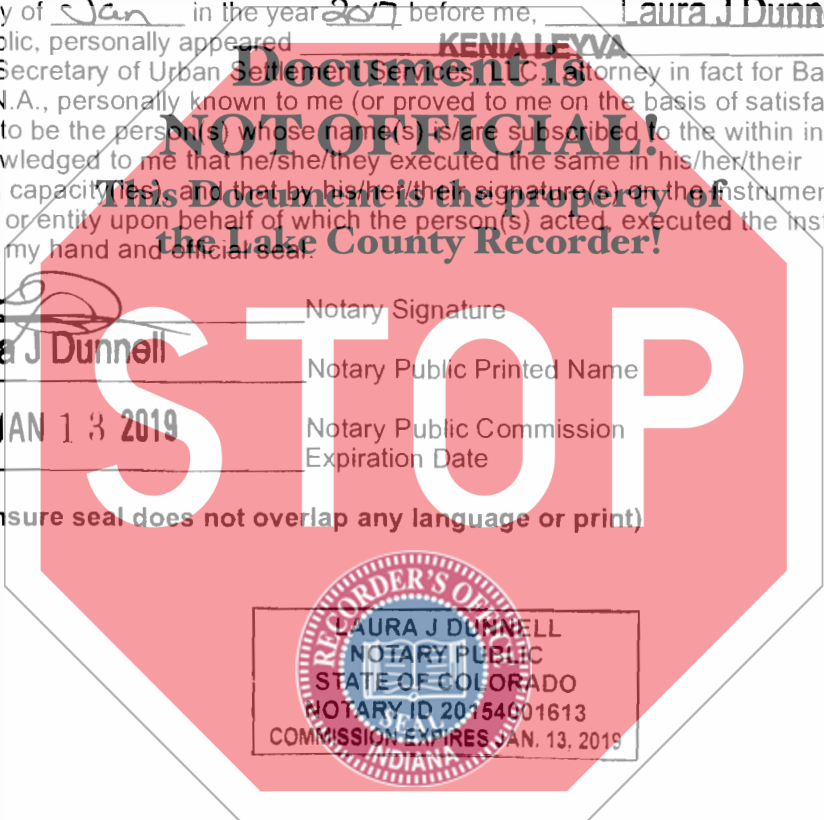 y of Jan in the year 2017 before me, Laura J Dunn
blic, personally appeared KENIA LEYVA
Secretary of Urban Settlement Services, LLC., attorney in fact for Ba
N.A., personally known to me (or proved to me on the basis of satisfa
to be the person(s) whose name(s) is/are subscribed to the within in
wledged to me that he/she/they executed the same in his/her/their
capacity(ies), and that by his/her/their signature(s) on the instrumen
or entity upon behalf of which the person(s) acted, executed the inst
my hand and official seal.
Document is
NOT OFFICIAL!
This Document is the property of
the Lake County Recorder!
STOP
Notary Signature
a J Dunnell
Notary Public Printed Name
JAN 13 2019
Notary Public Commission
Expiration Date
nsure seal does not overlap any language or print)
RECORDER'S OFFICE
SEAL
INDIANA
LAURA J DUNNELL
NOTARY PUBLIC
STATE OF COLORADO
NOTARY ID 20154001613
COMMISSION EXPIRES JAN. 13, 2019